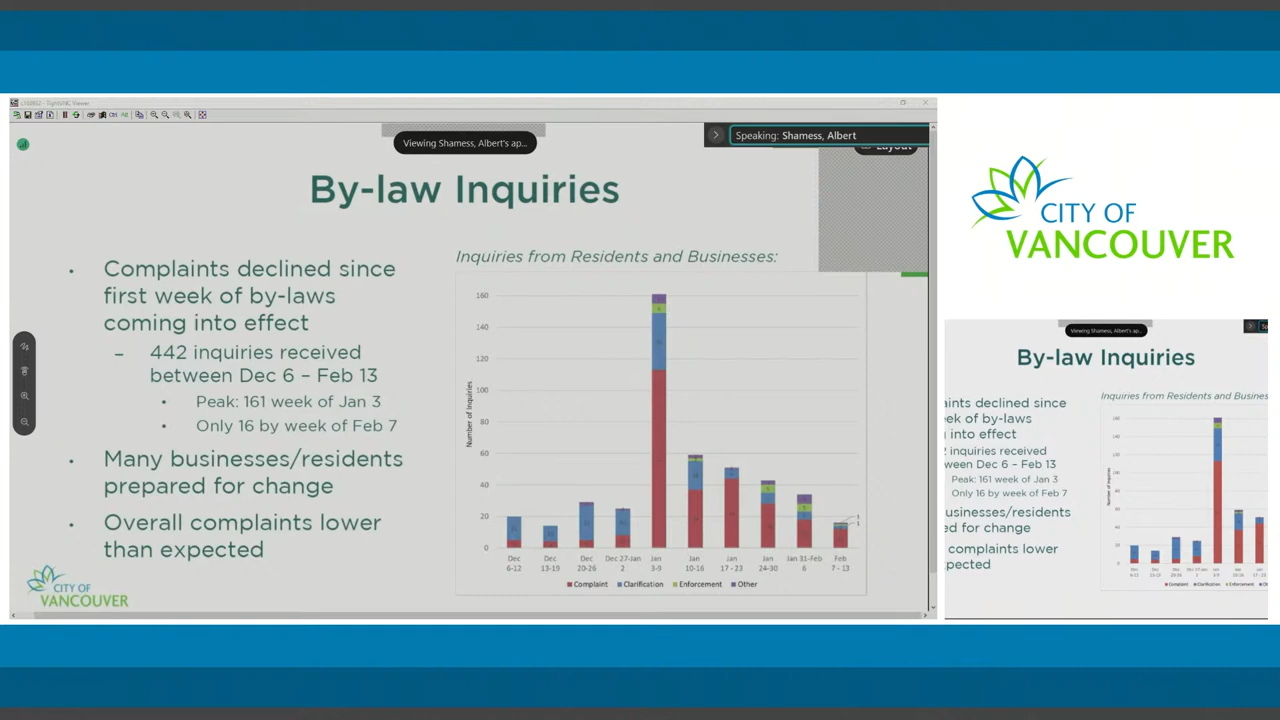 Viewing Shamess, Albert's ap...
Speaking: Shamess, Albert
Layout
By-law Inquiries
• Complaints declined since
first week of by-laws
coming into effect
– 442 inquiries received
between Dec 6 – Feb 13
• Peak: 161 week of Jan 3
• Only 16 by week of Feb 7
• Many businesses/residents
prepared for change
• Overall complaints lower
than expected
CITY OF
VANCOUVER
Inquiries from Residents and Businesses:
Number of Inquiries
160
140
120
100
80
60
40
20
0
Dec 6-12
Dec 13-19
Dec 20-26
Dec 27-Jan 2
Jan 3-9
Jan 10-16
Jan 17 - 23
Jan 24-30
Jan 31-Feb 6
Feb 7 - 13
Complaint Clarification Enforcement Other
CITY OF
VANCOUVER
Viewing Shamess, Albert's ap...
By-law Inquiries
Inquiries from Residents and Busines
ints declined since
ek of by-laws
into effect
inquiries received
ween Dec 6 – Feb 13
Peak: 161 week of Jan 3
Only 16 by week of Feb 7
usinesses/residents
ed for change
complaints lower
pected